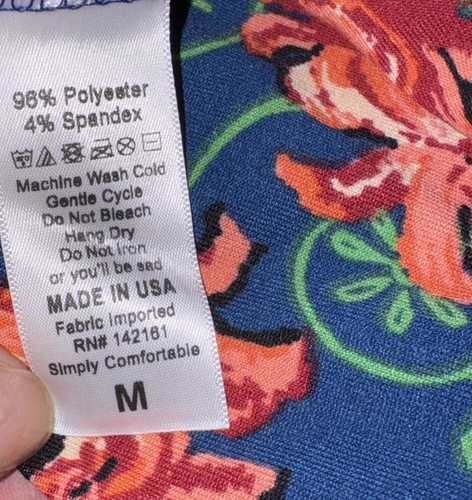 96% Polyester
4% Spandex
Machine Wash Cold
Gentle Cycle
Do Not Bleach
Hang Dry
Do Not Iron
or you'll be sad
MADE IN USA
Fabric Imported
RN# 142161
Simply Comfortable
M